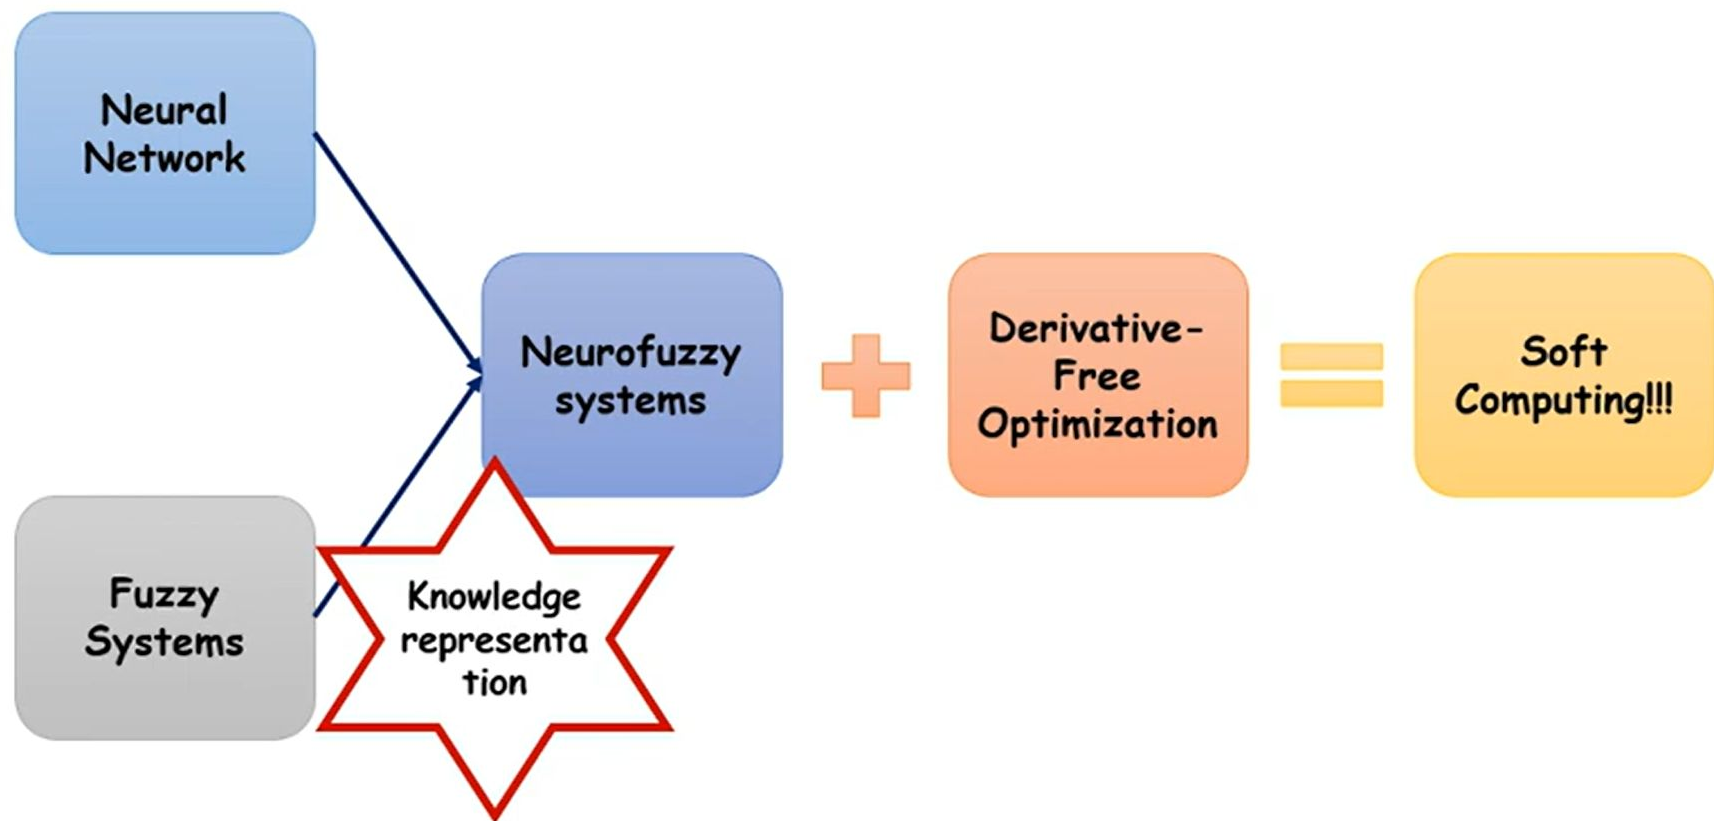 Neural
Network
Neurofuzzy
systems
Derivative-
Free
Optimization
Soft
Computing!!!
Fuzzy
Systems
Knowledge
representa
tion